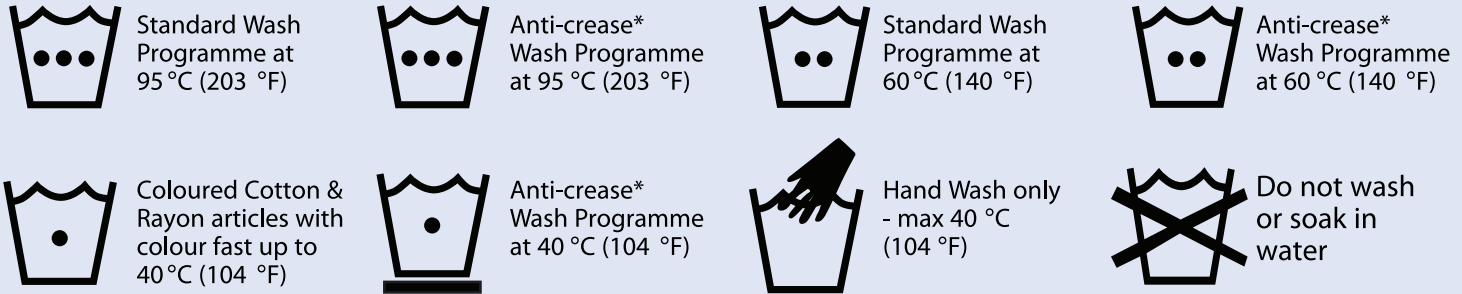 Standard Wash
Programme at
95 °C (203 °F)
Anti-crease*
Wash Programme
at 95 °C (203 °F)
Standard Wash
Programme at
60 °C (140 °F)
Anti-crease*
Wash Programme
at 60 °C (140 °F)
Coloured Cotton &
Rayon articles with
colour fast up to
40 °C (104 °F)
Anti-crease*
Wash Programme
at 40 °C (104 °F)
Hand Wash only
- max 40 °C
(104 °F)
Do not wash
or soak in
water